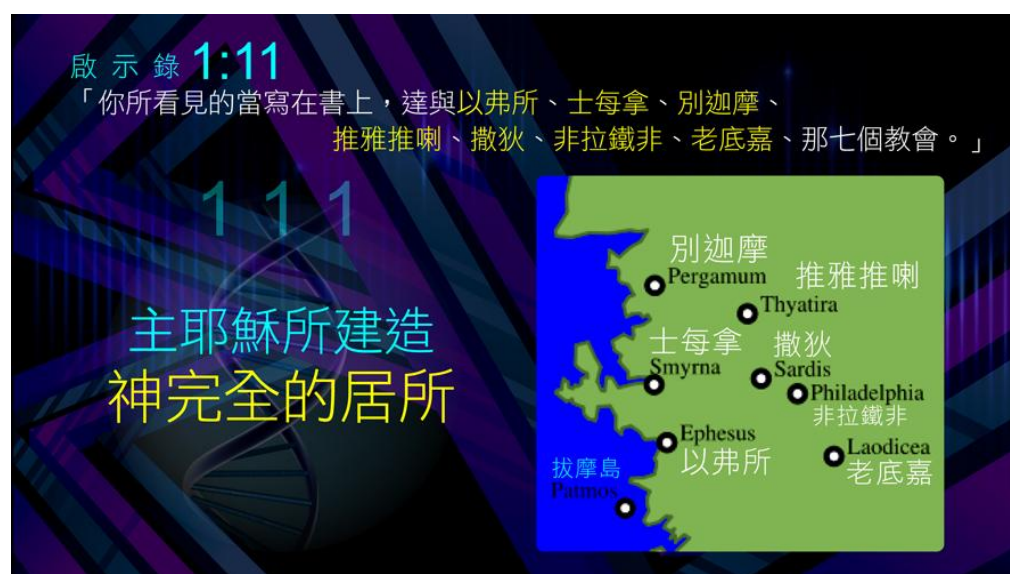 啟示錄 1:11
「你所看見的當寫在書上，達與以弗所、士每拿、別迦摩、
推雅推喇、撒狄、非拉鐵非、老底嘉、那七個教會。」
1 1 1
主耶穌所建造
神完全的居所
別迦摩
Pergamum
推雅推喇
Thyatira
士每拿
Smyrna
撒狄
Sardis
Philadelphia
非拉鐵非
Ephesus
以弗所
Laodicea
老底嘉
拔摩島
Patmos